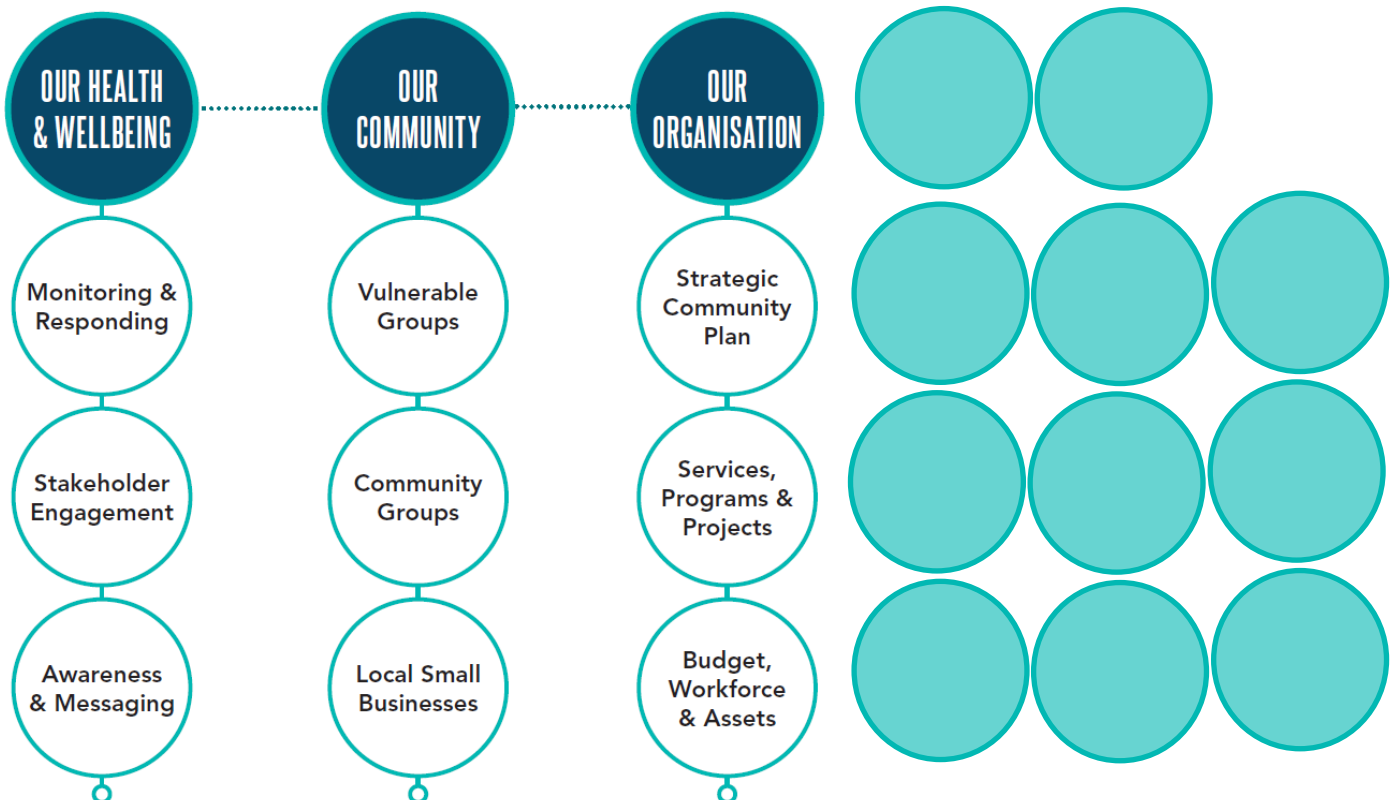 OUR HEALTH
& WELLBEING
OUR
COMMUNITY
OUR
ORGANISATION
Monitoring &
Responding
Vulnerable
Groups
Strategic
Community
Plan
Stakeholder
Engagement
Community
Groups
Services,
Programs &
Projects
Awareness
& Messaging
Local Small
Businesses
Budget,
Workforce
& Assets